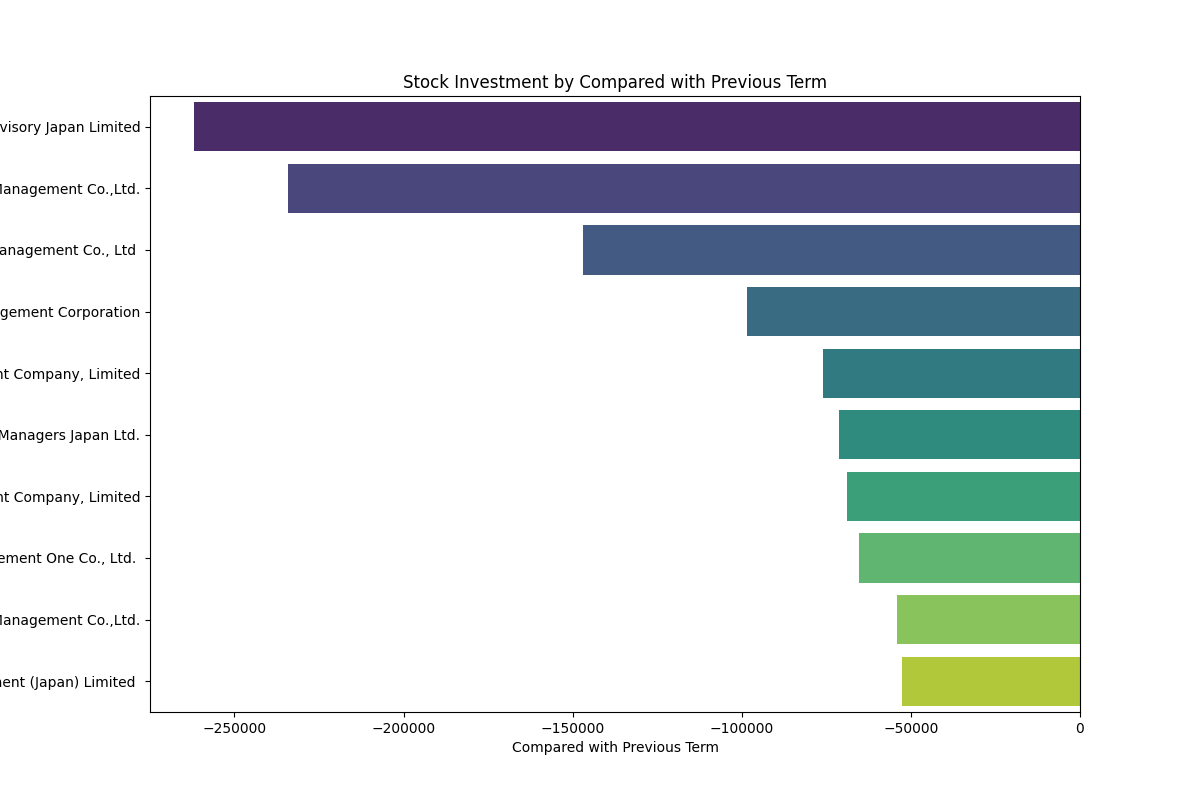 Stock Investment by Compared with Previous Term
visory Japan Limited
Management Co.,Ltd.
anagement Co., Ltd
gement Corporation
nt Company, Limited
Managers Japan Ltd.
nt Company, Limited
ement One Co., Ltd.
Management Co.,Ltd.
ent (Japan) Limited
−250000 −200000 −150000 −100000 −50000 0
Compared with Previous Term